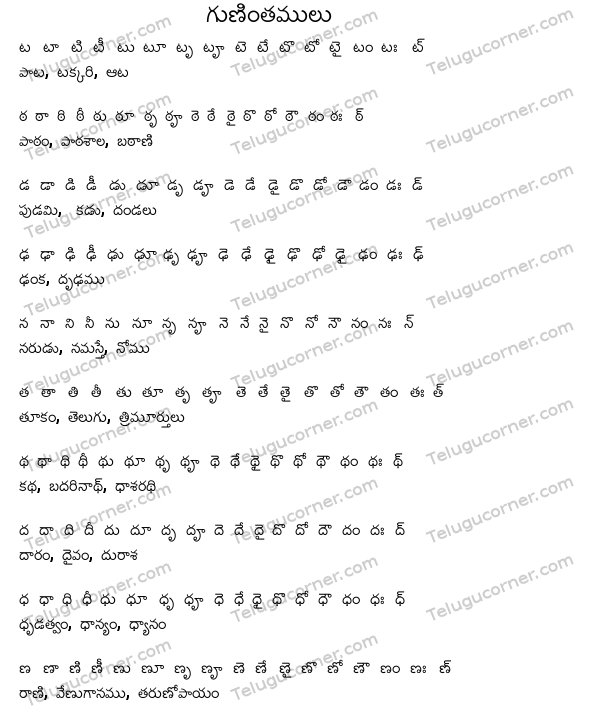 గుణింతములు
ట టా టి టీ టు టూ టృ టౄ టె టే టొ టో టై టం టః ట్
పాట, టక్కరి, ఆట
ఠ ఠా ఠి ఠీ ఠు ఠూ ఠృ ఠౄ ఠె ఠే ఠై ఠొ ఠో ఠౌ ఠం ఠః ఠ్
పాఠం, పాఠశాల, బఠాణి
డ డా డి డీ డు డూ డృ డౄ డె డే డై డొ డో డౌ డం డః డ్
పుడమి, కడు, దండలు
ఢ ఢా ఢి ఢీ ఢు ఢూ ఢృ ఢౄ ఢె ఢే ఢై ఢొ ఢో ఢై ఢం ఢః ఢ్
ఢంక, దృఢము
న నా ని నీ ను నూ నృ నౄ నె నే నై నొ నో నౌ నం నః న్
నరుడు, నమస్తే, నోము
త తా తి తీ తు తూ తృ తౄ తె తే తై తొ తో తౌ తం తః త్
తూకం, తెలుగు, త్రిమూర్తులు
థ థా థి థీ థు థూ థృ థౄ థె థే థై థొ థో థౌ థం థః థ్
కథ, బదరినాథ్, ధాశరథి
ద దా ది దీ దు దూ దృ దౄ దె దే దై దొ దో దౌ దం దః ద్
దారం, దైవం, దురాశ
ధ ధా ధి ధీ ధు ధూ ధృ ధౄ ధె ధే ధై ధొ ధో ధౌ ధం ధః ధ్
ధృడత్వం, ధాన్యం, ధ్యానం
ణ ణా ణి ణీ ణు ణూ ణృ ణౄ ణె ణే ణై ణొ ణో ణౌ ణం ణః ణ్
రాణి, వేణుగానము, తరుణోపాయం
Telugucorner.com